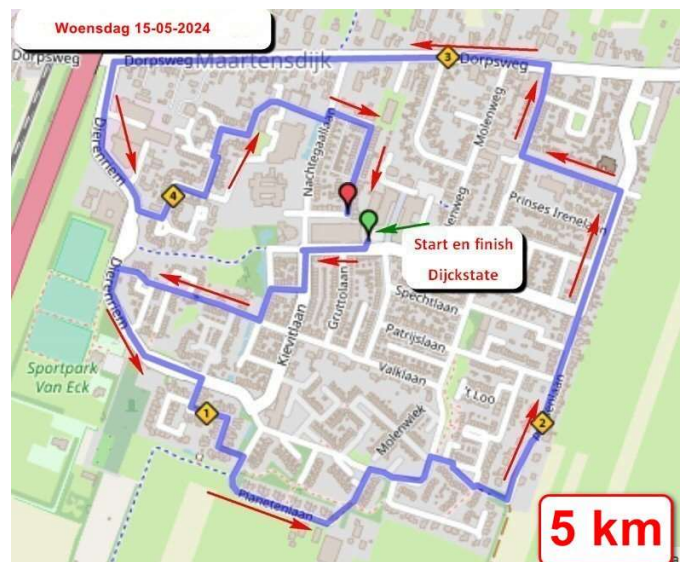 Woensdag 15-05-2024
Dorpsweg
Dorpsweg
Maartensdijk
3
Dorpsweg
Dierenriem
Nachtegaallaan
Molenweg
4
Prinses Irenelaan
Start en finish
Dijckstate
Dierenriem
Kievitlaan
Gruttolaan
Spechtlaan
Patrijslaan
Valklaan
't Loo
Sportpark
Van Eck
1
Molenwiek
2
Planetenlaan
5 km